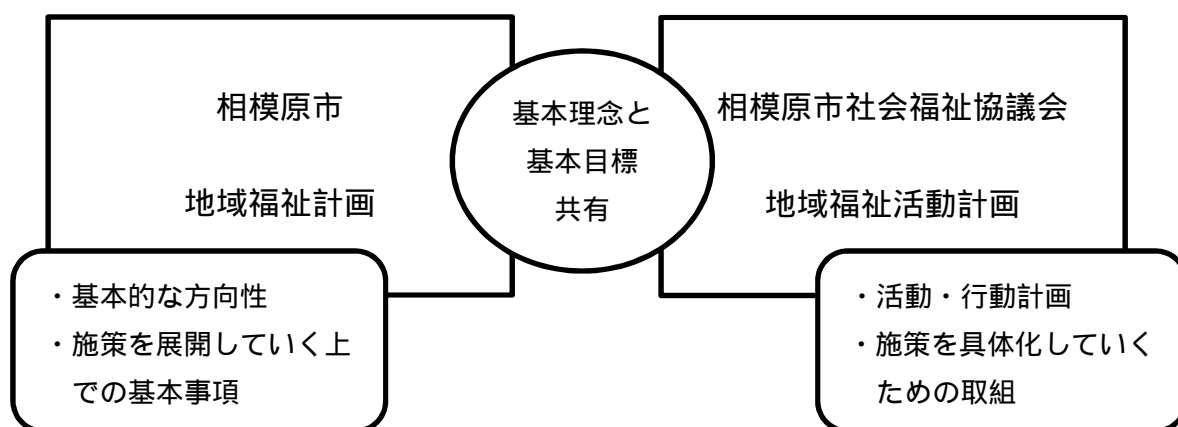 相模原市
地域福祉計画
・基本的な方向性
・施策を展開していく上
での基本事項
基本理念と
基本目標
共有
相模原市社会福祉協議会
地域福祉活動計画
・活動・行動計画
・施策を具体化していく
ための取組